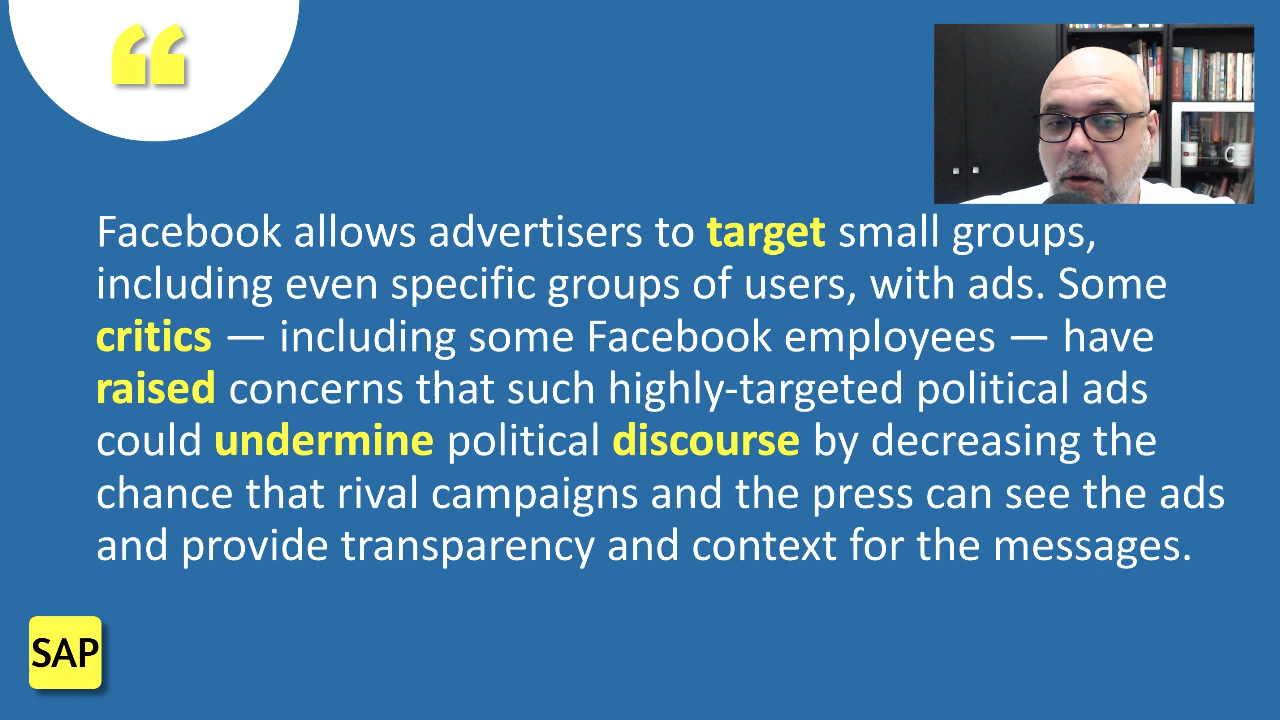 “
Facebook allows advertisers to target small groups,
including even specific groups of users, with ads. Some
critics — including some Facebook employees — have
raised concerns that such highly-targeted political ads
could undermine political discourse by decreasing the
chance that rival campaigns and the press can see the ads
and provide transparency and context for the messages.
SAP